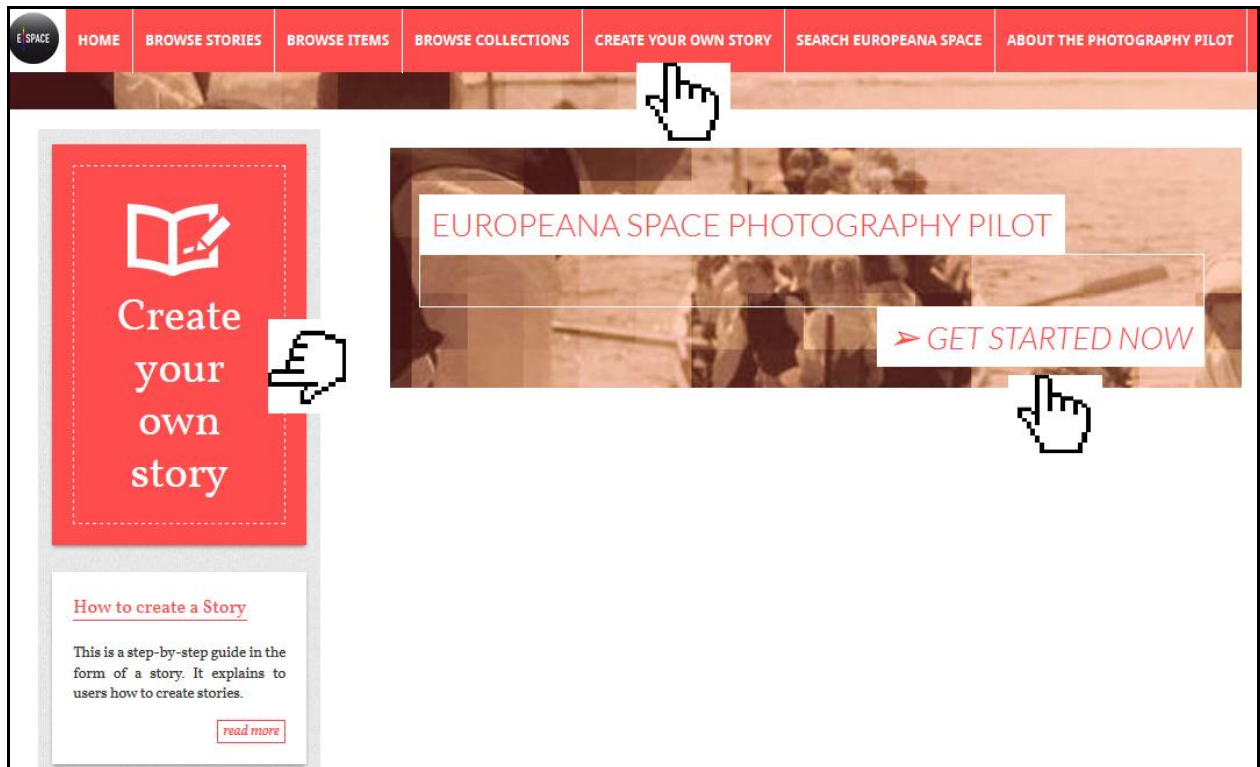 E SPACE
HOME
BROWSE STORIES
BROWSE ITEMS
BROWSE COLLECTIONS
CREATE YOUR OWN STORY
SEARCH EUROPEANA SPACE
ABOUT THE PHOTOGRAPHY PILOT
Create
your
own
story
EUROPEANA SPACE PHOTOGRAPHY PILOT
➢ GET STARTED NOW
How to create a Story
This is a step-by-step guide in the
form of a story. It explains to
users how to create stories.
read more